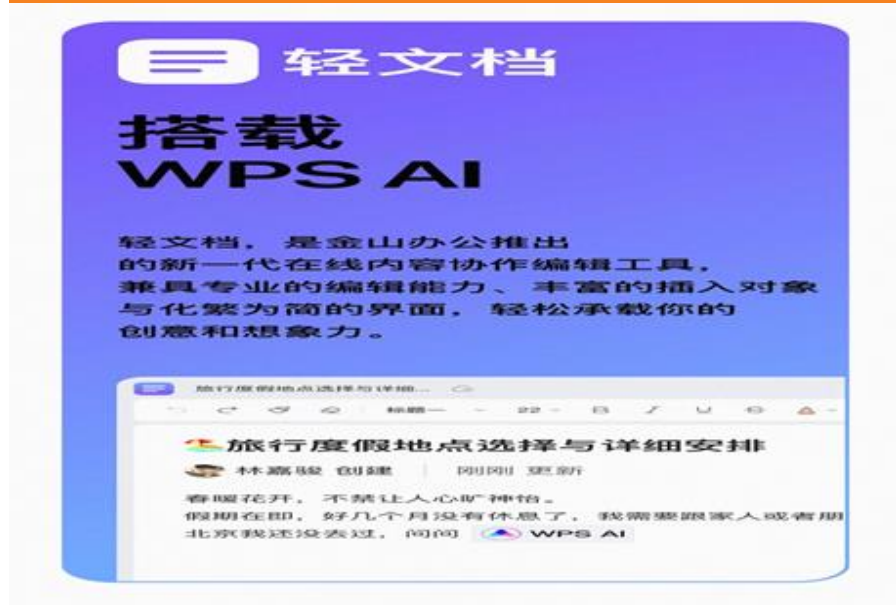 轻文档
搭载
WPS AI
轻文档，是金山办公推出
的新一代在线内容协作编辑工具，
兼具专业的编辑能力、丰富的插入对象
与化繁为简的界面，轻松承载你的
创意和想象力。
旅行度假地点选择与详细...
标题一 22 B I U S A
旅行度假地点选择与详细安排
林嘉骏 创建 | 刚刚 更新
春暖花开，不禁让人心旷神怡。
假期在即，好几个月没有休息了，我需要跟家人或者朋
北京我还没去过，问问 WPS AI